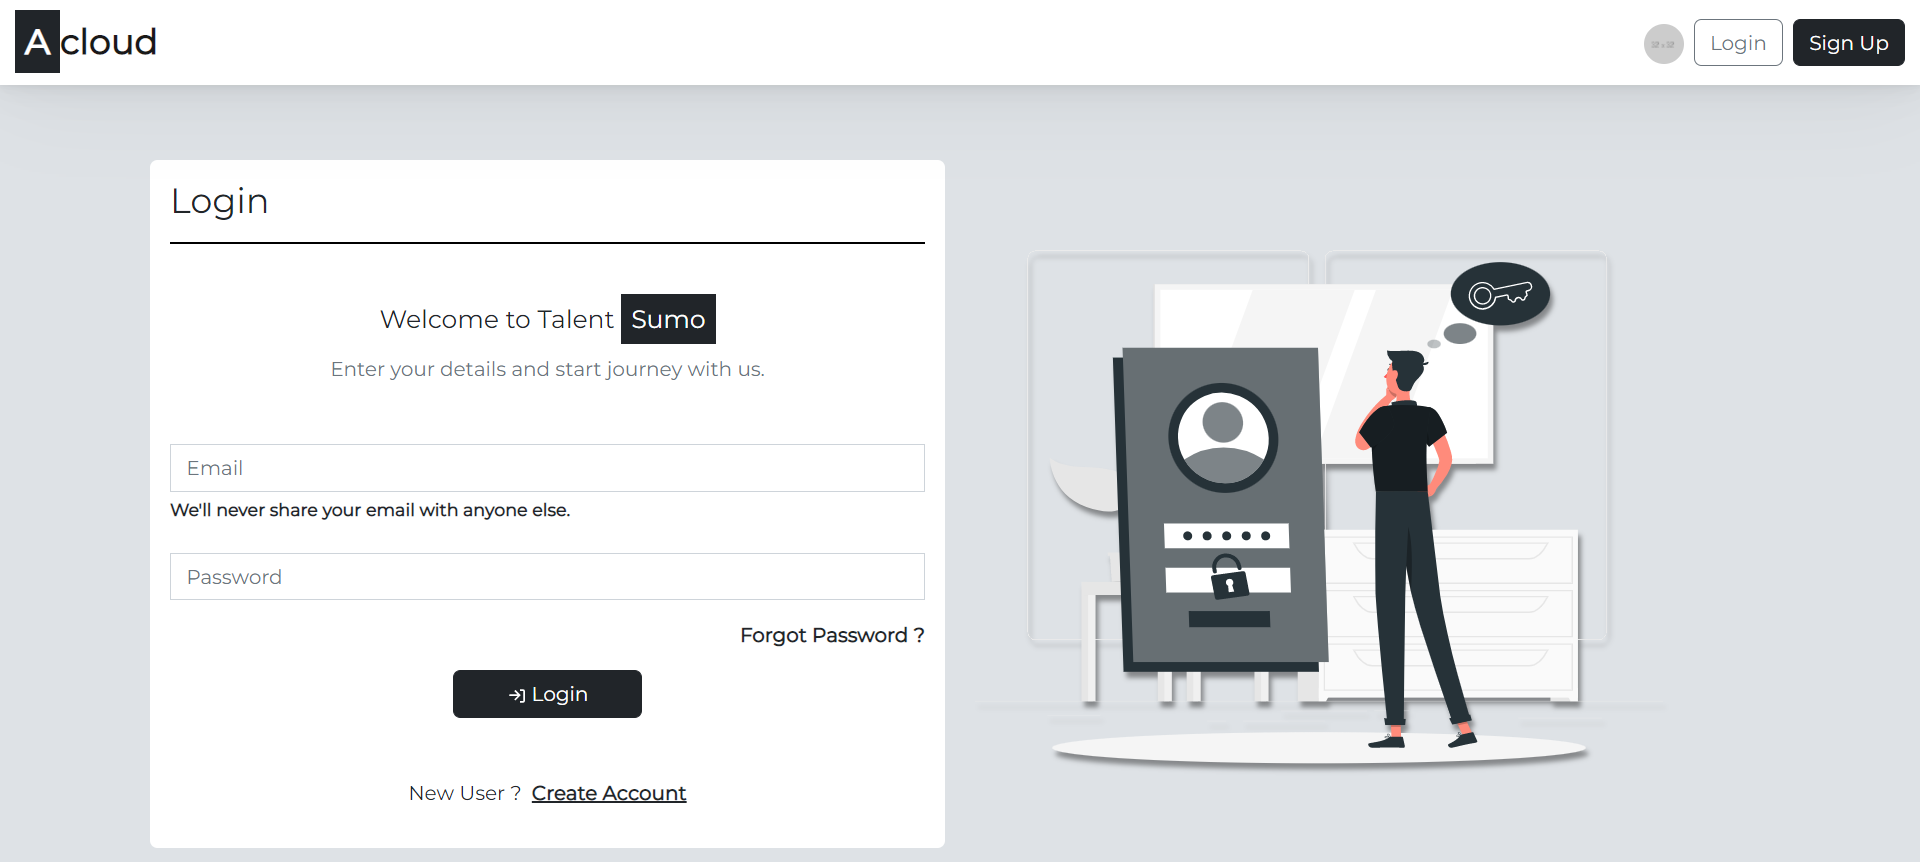 A cloud
Login
Sign Up
Login
Welcome to Talent Sumo
Enter your details and start journey with us.
Email
We'll never share your email with anyone else.
Password
Forgot Password ?
Login
New User ? Create Account